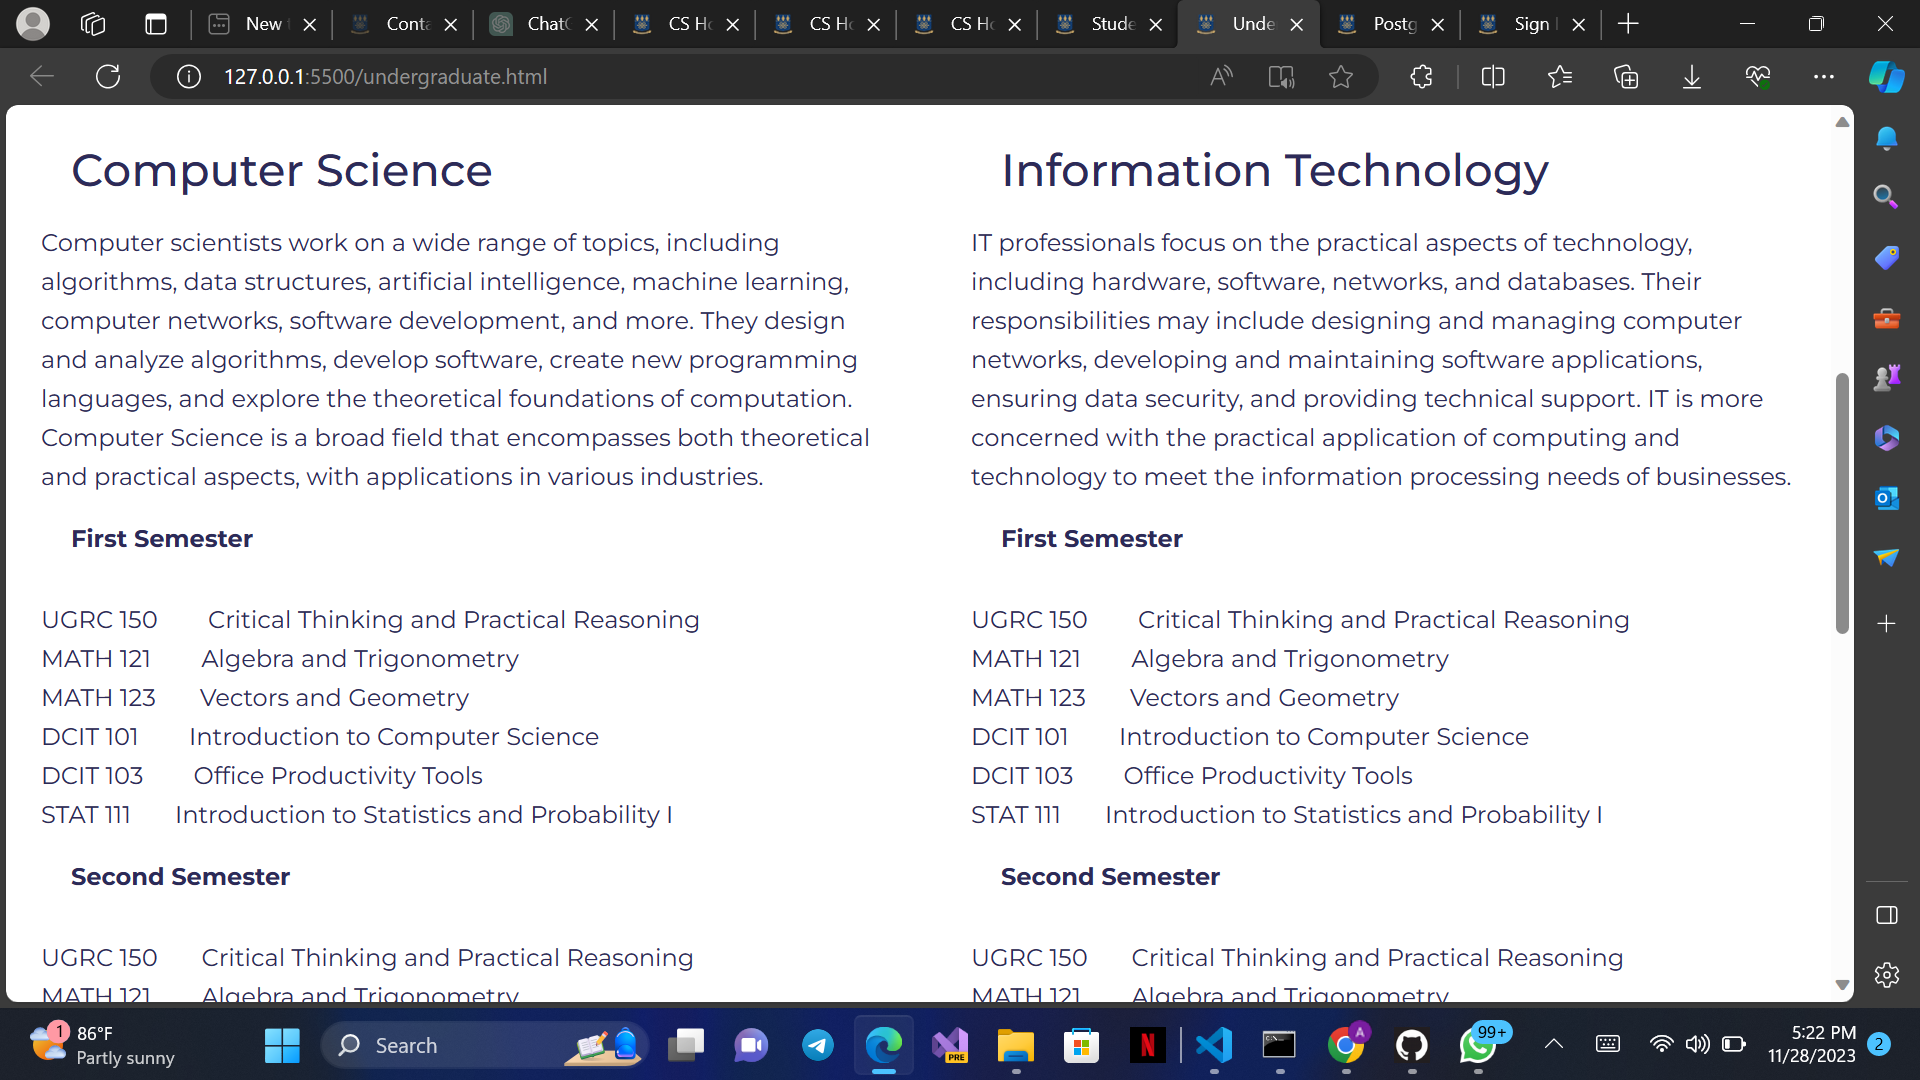 New
Conta
ChatG
CS Ho
CS Ho
CS Ho
Stude
Unde
Postg
Sign
127.0.0.1:5500/undergraduate.html
Computer Science
Computer scientists work on a wide range of topics, including
algorithms, data structures, artificial intelligence, machine learning,
computer networks, software development, and more. They design
and analyze algorithms, develop software, create new programming
languages, and explore the theoretical foundations of computation.
Computer Science is a broad field that encompasses both theoretical
and practical aspects, with applications in various industries.
First Semester
UGRC 150 Critical Thinking and Practical Reasoning
MATH 121 Algebra and Trigonometry
MATH 123 Vectors and Geometry
DCIT 101 Introduction to Computer Science
DCIT 103 Office Productivity Tools
STAT 111 Introduction to Statistics and Probability I
Second Semester
UGRC 150 Critical Thinking and Practical Reasoning
MATH 121 Algebra and Trigonometry
Information Technology
IT professionals focus on the practical aspects of technology,
including hardware, software, networks, and databases. Their
responsibilities may include designing and managing computer
networks, developing and maintaining software applications,
ensuring data security, and providing technical support. IT is more
concerned with the practical application of computing and
technology to meet the information processing needs of businesses.
First Semester
UGRC 150 Critical Thinking and Practical Reasoning
MATH 121 Algebra and Trigonometry
MATH 123 Vectors and Geometry
DCIT 101 Introduction to Computer Science
DCIT 103 Office Productivity Tools
STAT 111 Introduction to Statistics and Probability I
Second Semester
UGRC 150 Critical Thinking and Practical Reasoning
MATH 121 Algebra and Trigonometry
1
86°F
Partly sunny
Search
PRE
N
A
99+
5:22 PM
11/28/2023
2